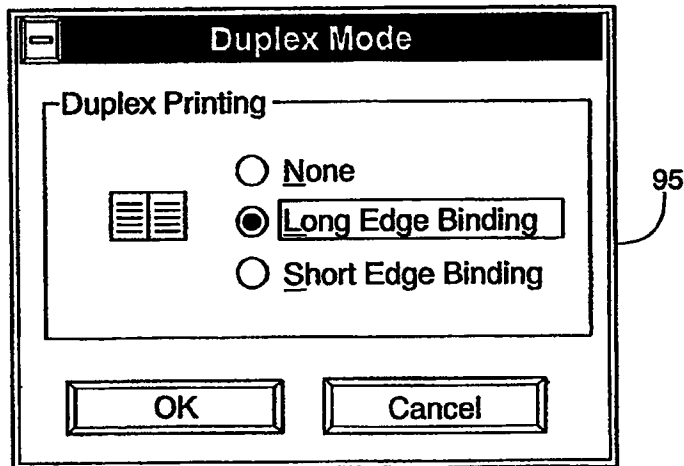 Duplex Mode
Duplex Printing
None
Long Edge Binding
Short Edge Binding
95
OK
Cancel